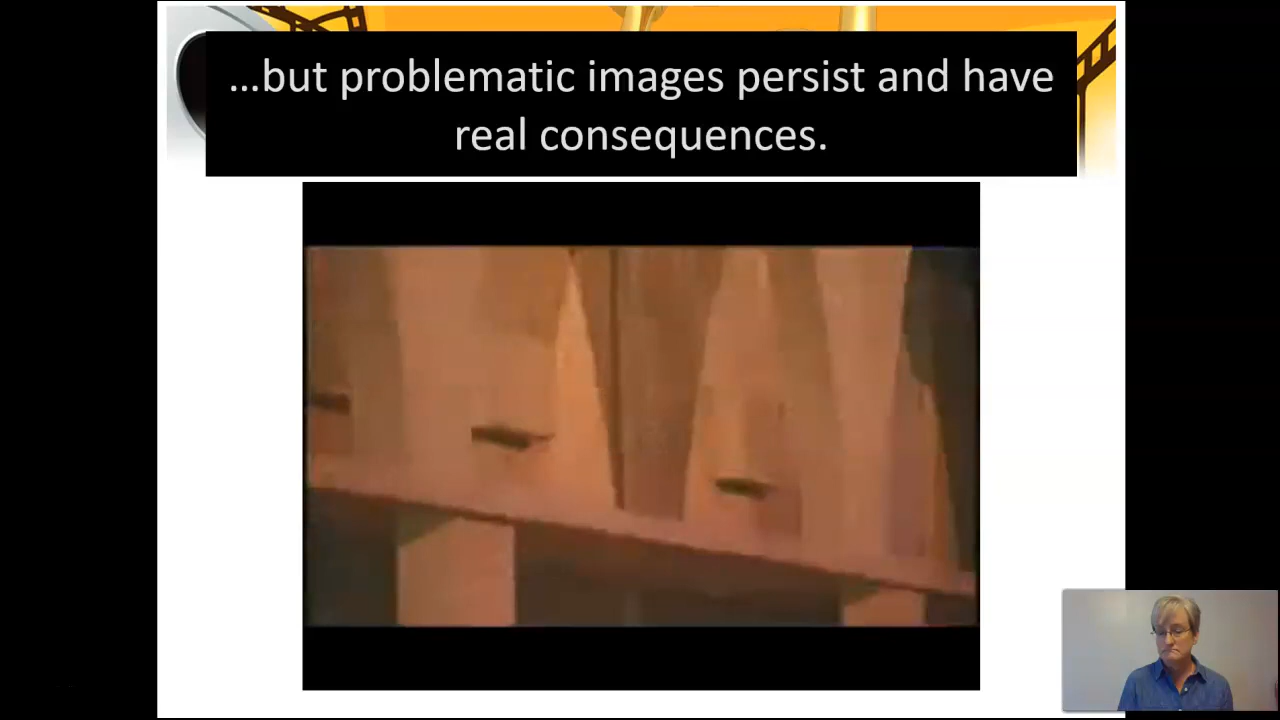 ...but problematic images persist and have
real consequences.